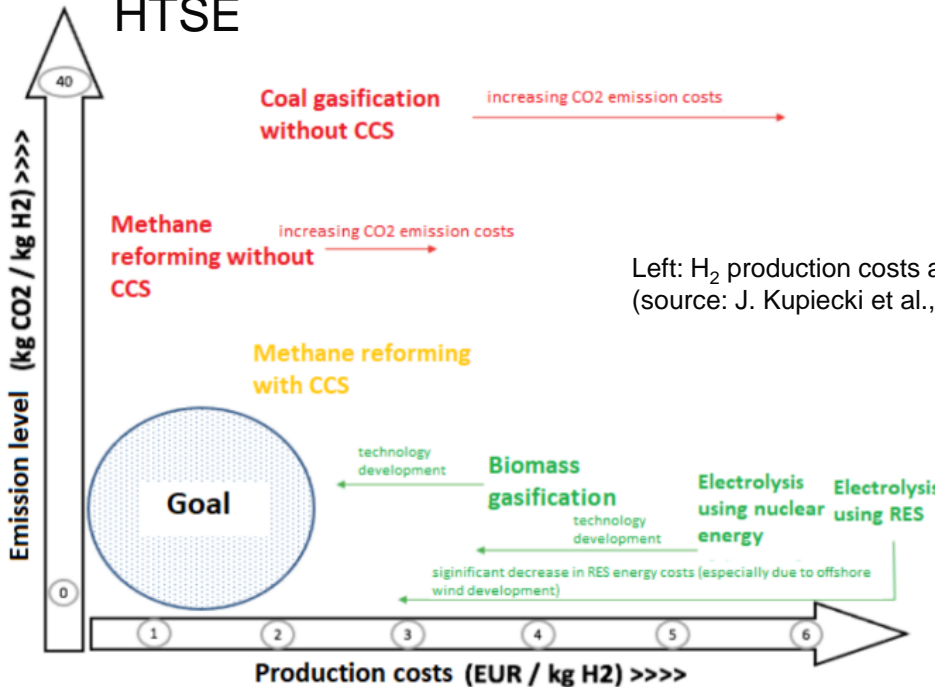 HTSE
40
Coal gasification
without CCS
increasing CO2 emission costs
Methane
reforming without
CCS
increasing CO2 emission costs
Left: H2 production costs a
(source: J. Kupiecki et al.,
Methane reforming
with CCS
technology
development
Biomass
gasification
Electrolysis
using nuclear
energy
Electrolysis
using RES
Goal
technology
development
siginificant decrease in RES energy costs (especially due to offshore
wind development)
0
1
2
3
4
5
6
Emission level (kg CO2 / kg H2) >>>>
Production costs (EUR / kg H2) >>>>